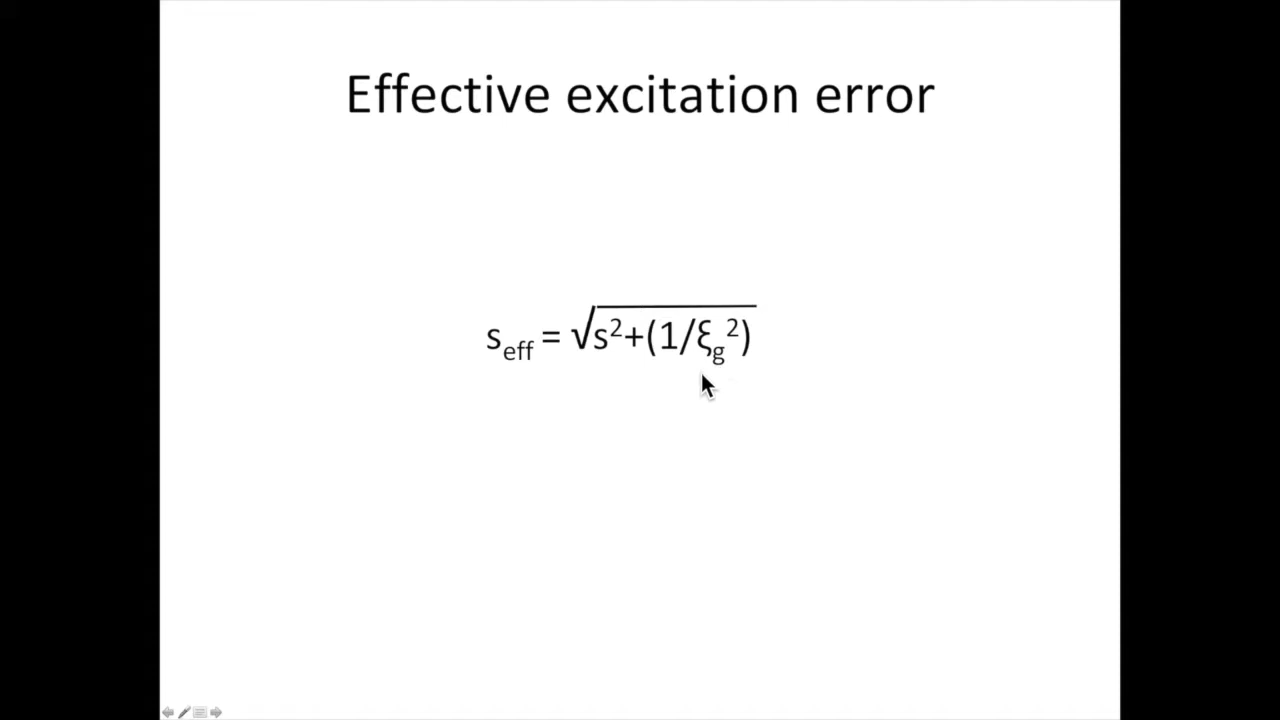 Effective excitation error
s_eff = √s²+(1/ξ_g²)